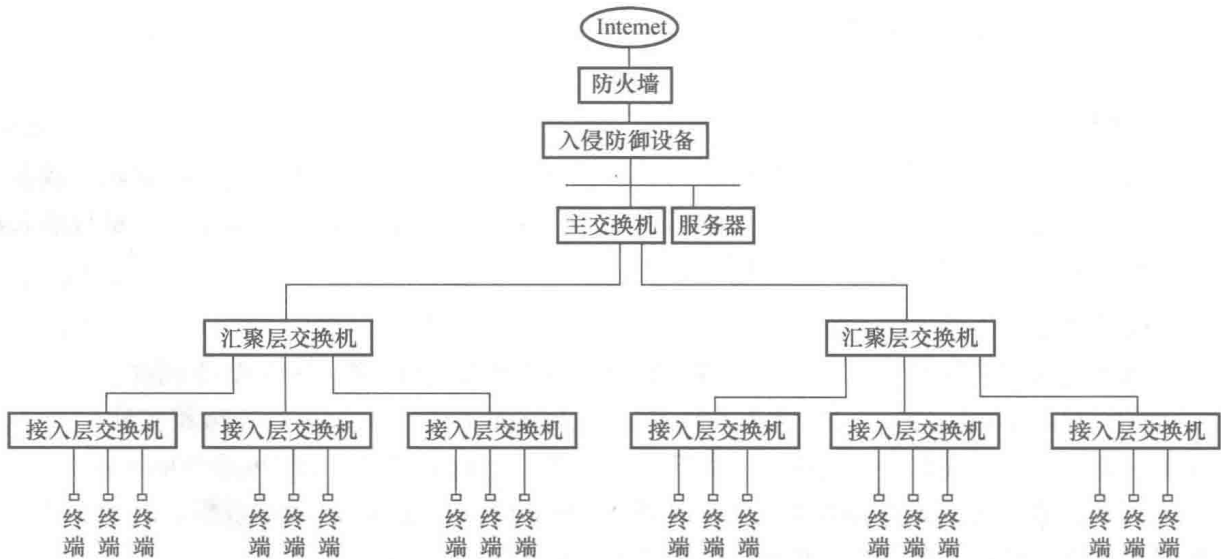 Internet
防火墙
入侵防御设备
主交换机 服务器
汇聚层交换机 汇聚层交换机
接入层交换机 接入层交换机 接入层交换机 接入层交换机 接入层交换机 接入层交换机
终端 终端 终端 终端 终端 终端 终端 终端 终端 终端 终端 终端 终端 终端 终端 终端 终端 终端